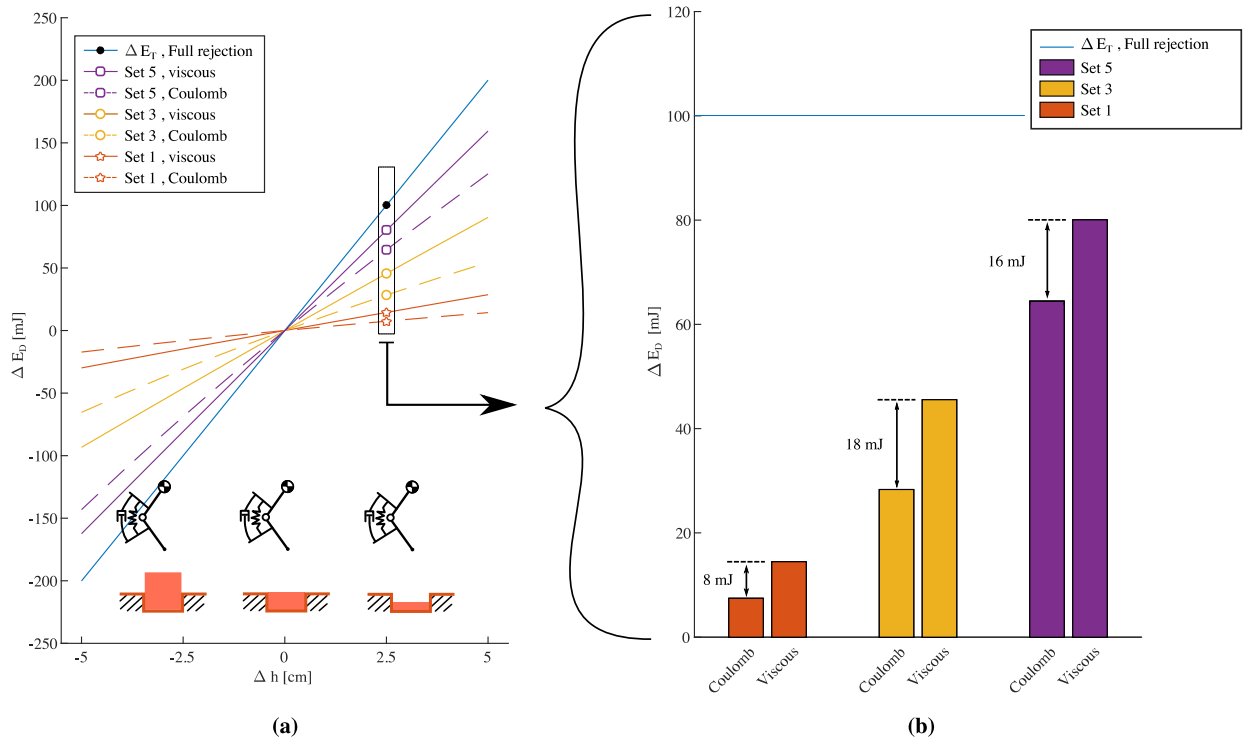 250
200
150
100
50
0
-50
-100
-150
-200
-250
Δ E_D [mJ]
-5
-2.5
0
2.5
5
Δ h [cm]
Δ E_T , Full rejection
Set 5 , viscous
Set 5 , Coulomb
Set 3 , viscous
Set 3 , Coulomb
Set 1 , viscous
Set 1 , Coulomb
(a)
120
100
80
60
40
20
0
Δ E_D [mJ]
Δ E_T , Full rejection
Set 5
Set 3
Set 1
8 mJ
18 mJ
16 mJ
Coulomb
Viscous
Coulomb
Viscous
Coulomb
Viscous
(b)